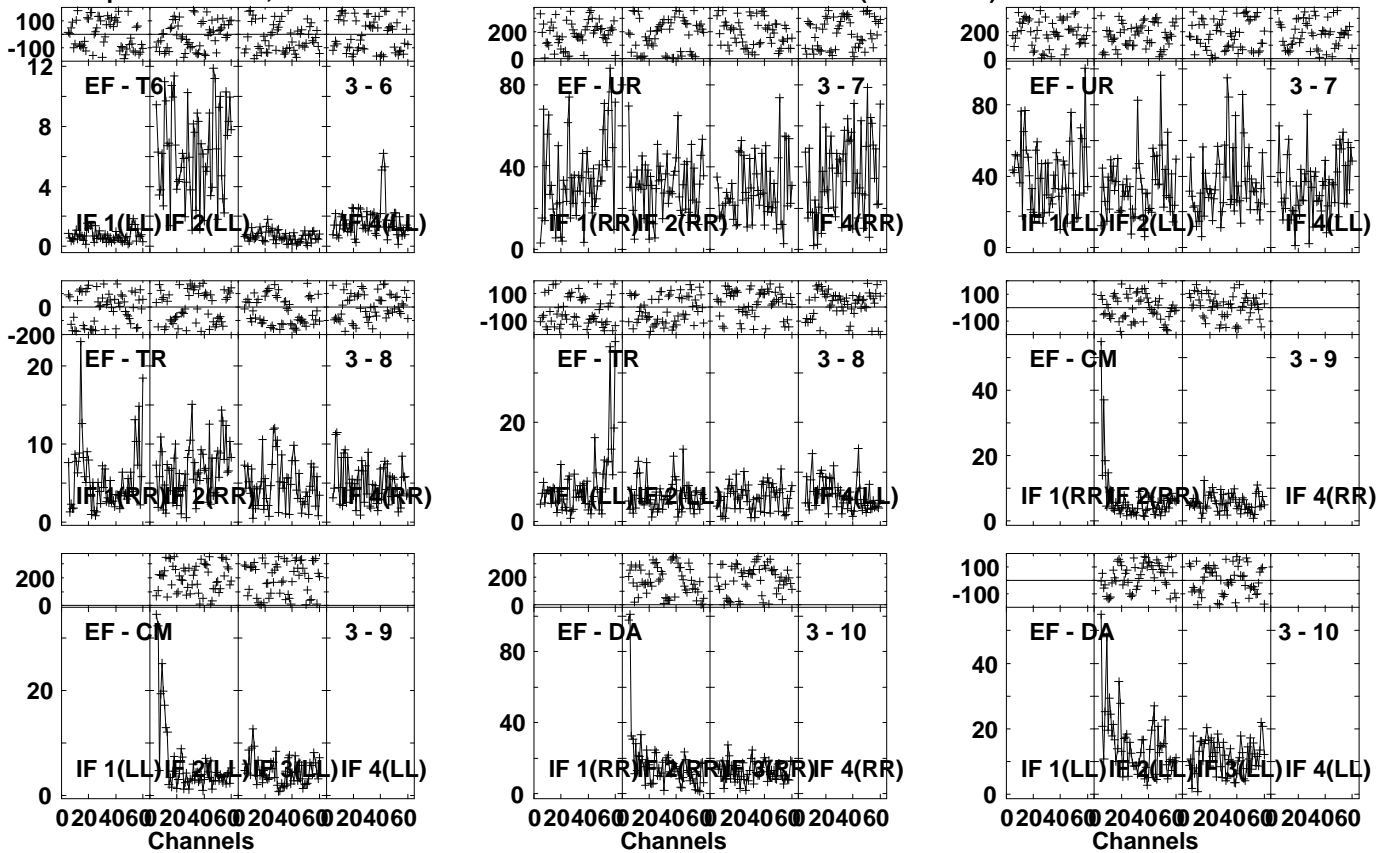 100 200 200
-100 0 0
12 EF - T6 3 - 6 80 EF - UR 3 - 7 80 EF - UR 3 - 7
8 40 40
4
IF 1(LL) IF 2(LL) IF 4(LL) IF 1(RR) IF 2(RR) IF 4(RR) IF 1(LL) IF 2(LL) IF 4(LL)
0 0 0
0 100 100
-200 -100 -100
20 EF - TR 3 - 8 EF - TR 3 - 8 EF - CM 3 - 9
60
10 20 40
20
IF 1(RR) IF 2(RR) IF 4(RR) IF 1(LL) IF 2(LL) IF 4(LL) IF 1(RR) IF 2(RR) IF 4(RR)
0 0 0
200 200 100
0 0 -100
EF - CM 3 - 9 EF - DA 3 - 10 EF - DA 3 - 10
80 60
20 40 40
20
IF 1(LL) IF 2(LL) IF 3(LL) IF 4(LL) IF 1(RR) IF 2(RR) IF 3(RR) IF 4(RR) IF 1(LL) IF 2(LL) IF 3(LL) IF 4(LL)
0 0 0
0 20 40 60 0 20 40 60 0 20 40 60 0 20 40 60 0 20 40 60 0 20 40 60 0 20 40 60 0 20 40 60 0 20 40 60 0 20 40 60 0 20 40 60 0 20 40 60
Channels Channels Channels